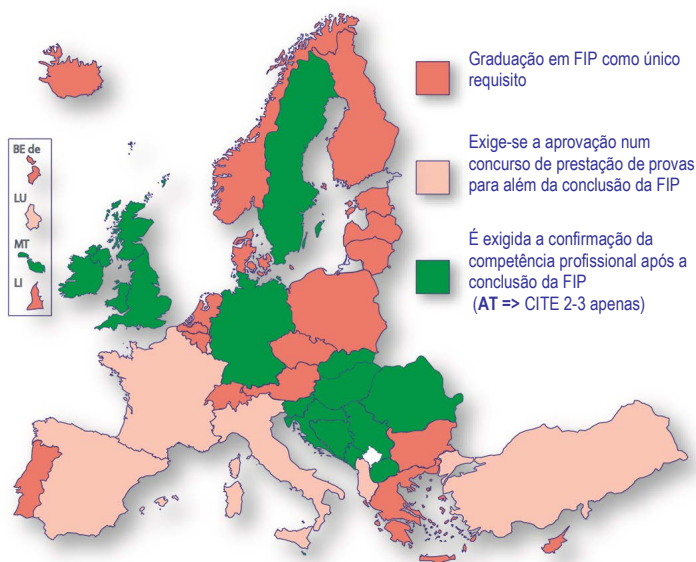 Graduação em FIP como único
requisito
Exige-se a aprovação num
concurso de prestação de provas
para além da conclusão da FIP
É exigida a confirmação da
competência profissional após a
conclusão da FIP
(AT => CITE 2-3 apenas)
BE de
LU
MT
LI